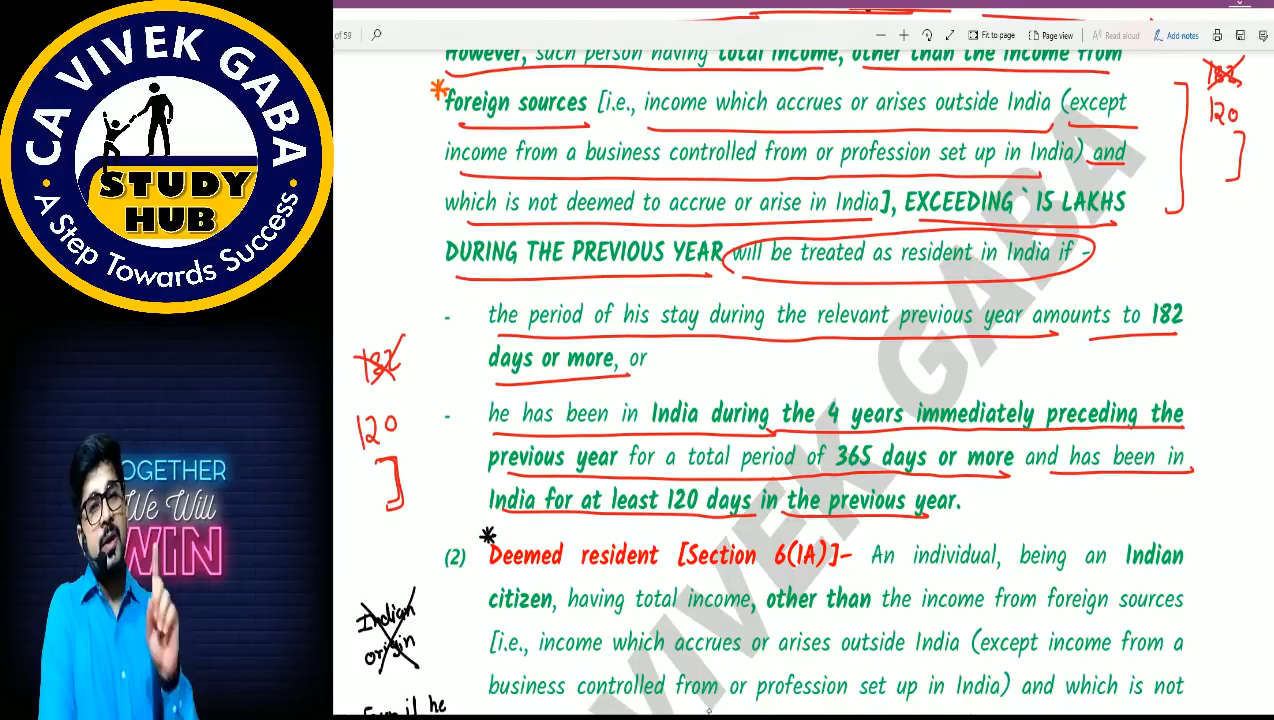 CA VIVEK GABA
STUDY
HUB
A Step Towards Success
of 59
Fit to page
Page view
Read aloud
Add notes
However, such person having total income, other than the income from
foreign sources [i.e., income which accrues or arises outside India (except
income from a business controlled from or profession set up in India) and
which is not deemed to accrue or arise in India], EXCEEDING ` 15 LAKHS
DURING THE PREVIOUS YEAR will be treated as resident in India if -
182
120
- the period of his stay during the relevant previous year amounts to 182
days or more, or
182
120
- he has been in India during the 4 years immediately preceding the
previous year for a total period of 365 days or more and has been in
India for at least 120 days in the previous year.
(2) *Deemed resident [Section 6(1A)]- An individual, being an Indian
citizen, having total income, other than the income from foreign sources
[i.e., income which accrues or arises outside India (except income from a
business controlled from or profession set up in India) and which is not
Indian
origin
Even if he
TOGETHER
We Will
WIN
VIVEK GABA